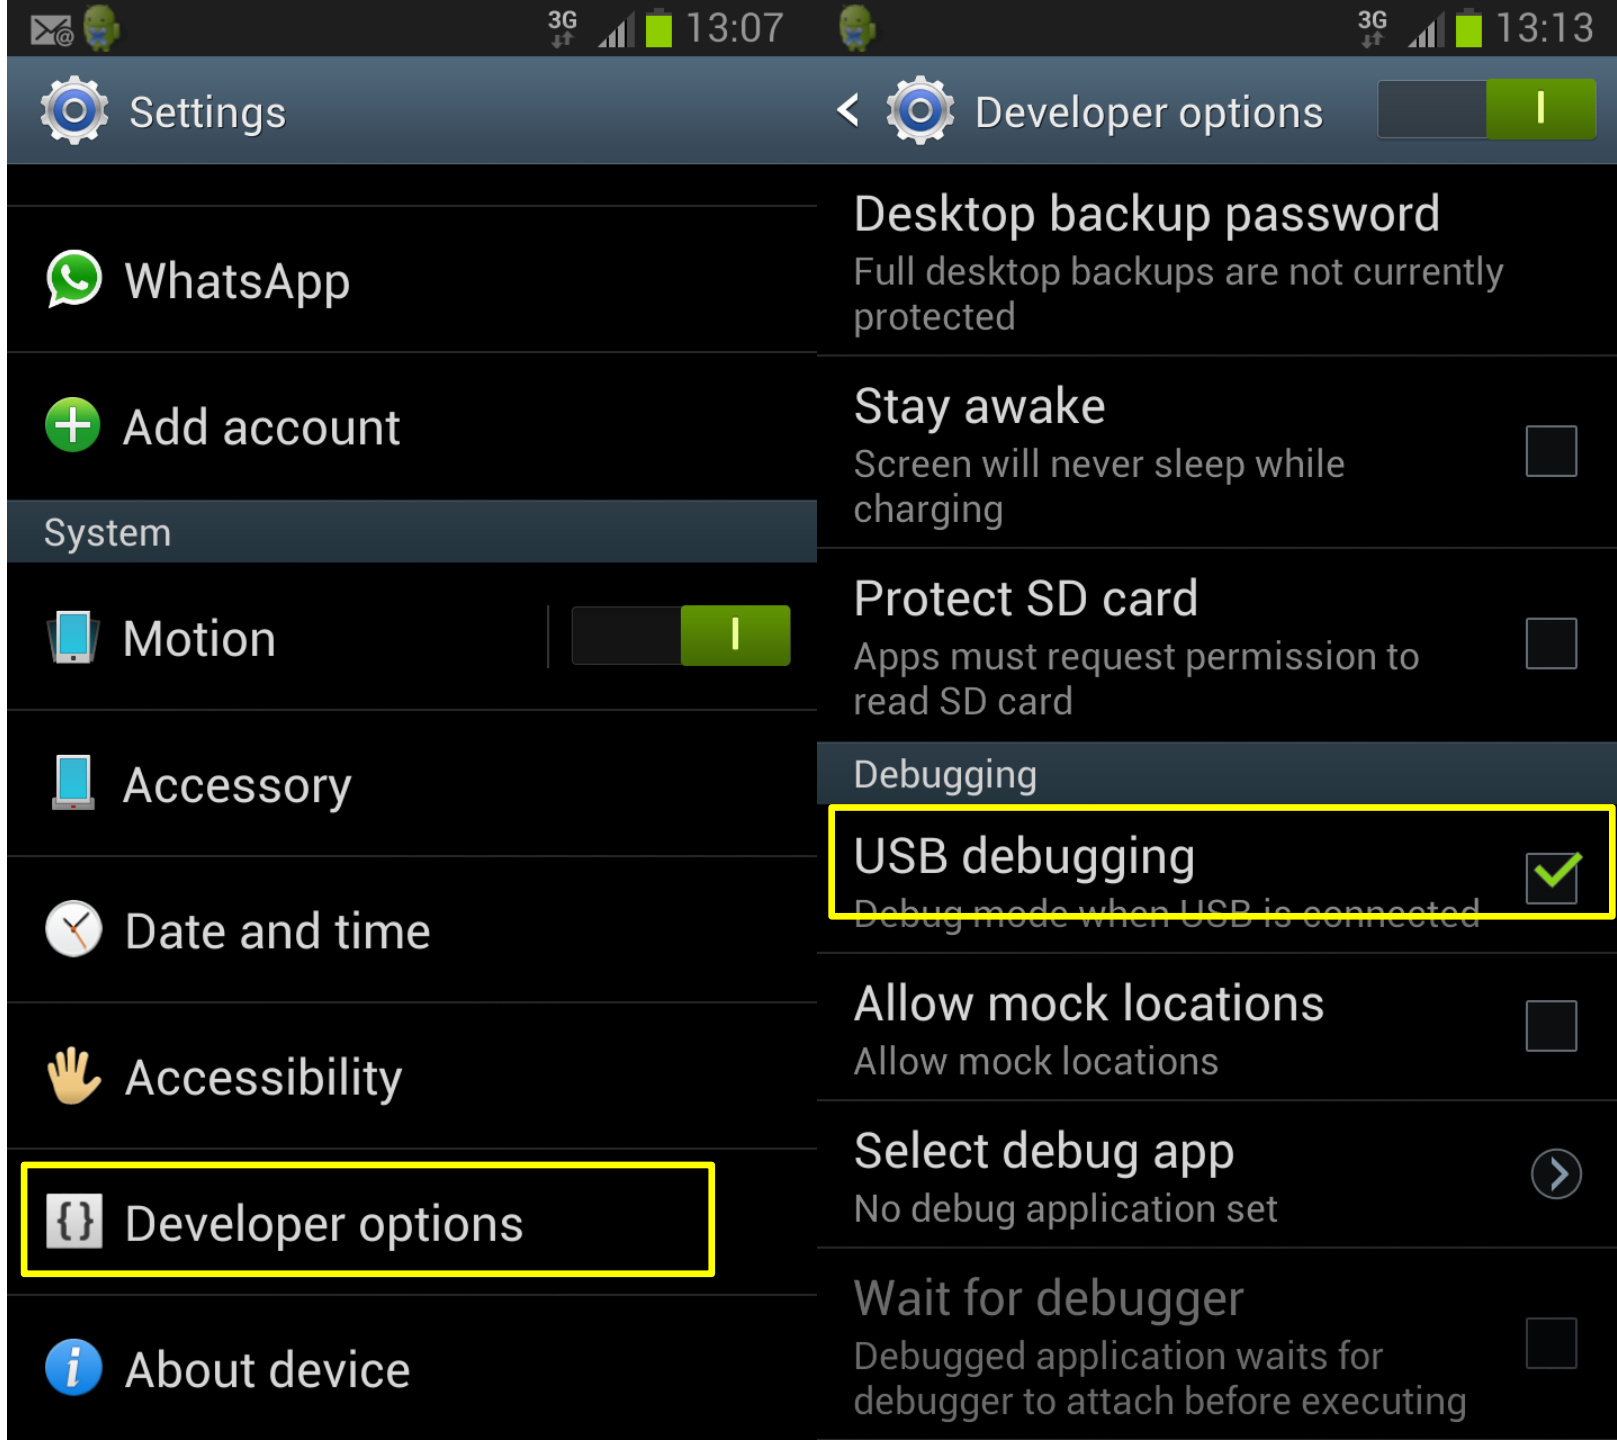 3G 13:07
Settings
WhatsApp
Add account
System
Motion
Accessory
Date and time
Accessibility
{} Developer options
About device
3G 13:13
Developer options
Desktop backup password
Full desktop backups are not currently
protected
Stay awake
Screen will never sleep while
charging
Protect SD card
Apps must request permission to
read SD card
Debugging
USB debugging
Debug mode when USB is connected
Allow mock locations
Allow mock locations
Select debug app
No debug application set
Wait for debugger
Debugged application waits for
debugger to attach before executing